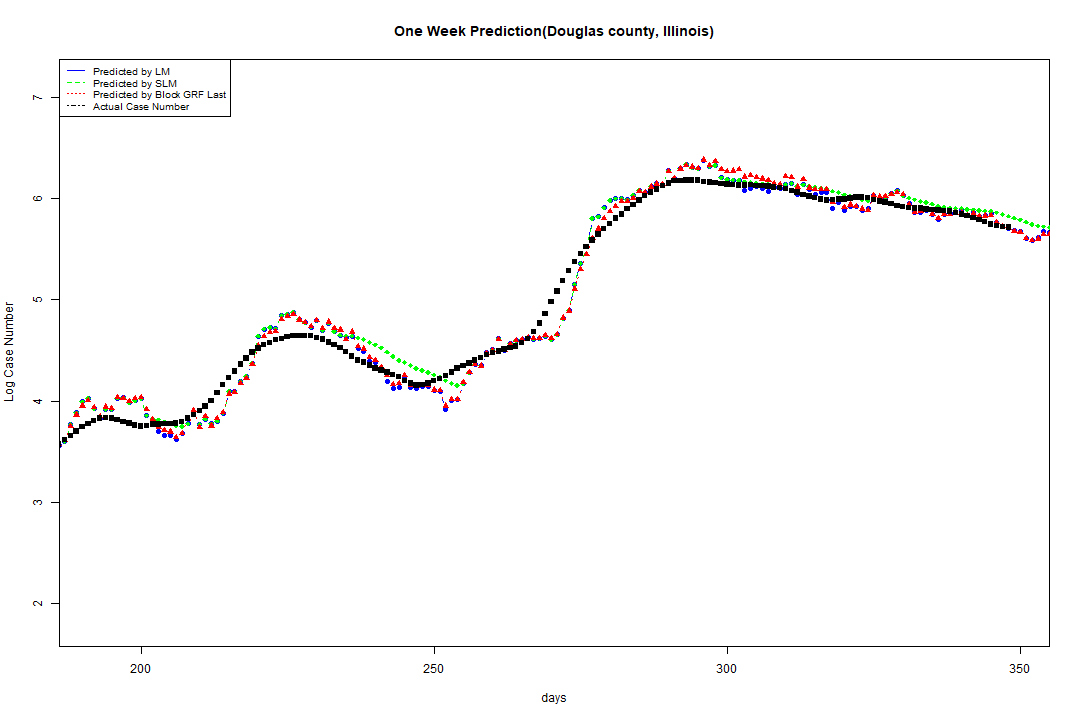 One Week Prediction(Douglas county, Illinois)
Predicted by LM
Predicted by SLM
Predicted by Block GRF Last
Actual Case Number
7
6
5
4
3
2
Log Case Number
200
250
300
350
days